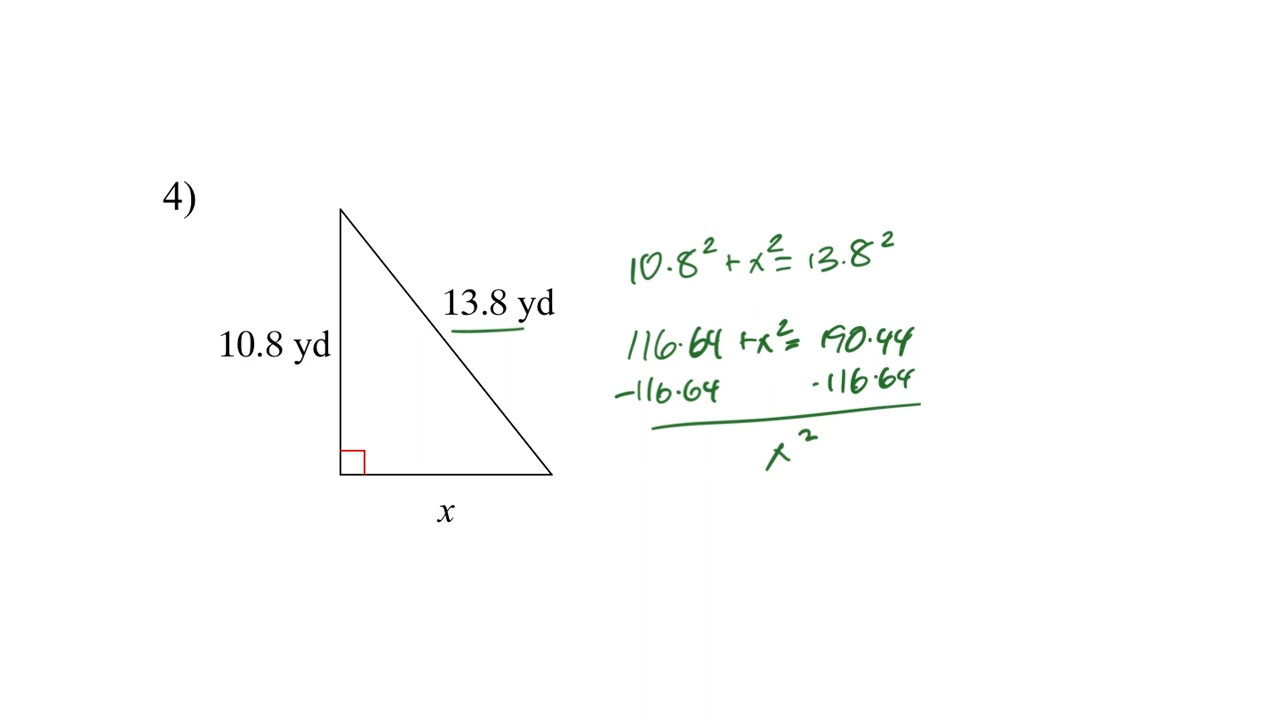 4)
10.8 yd
13.8 yd
x
10.8² + x² = 13.8²
116.64 + x² = 190.44
-116.64 -116.64
x²